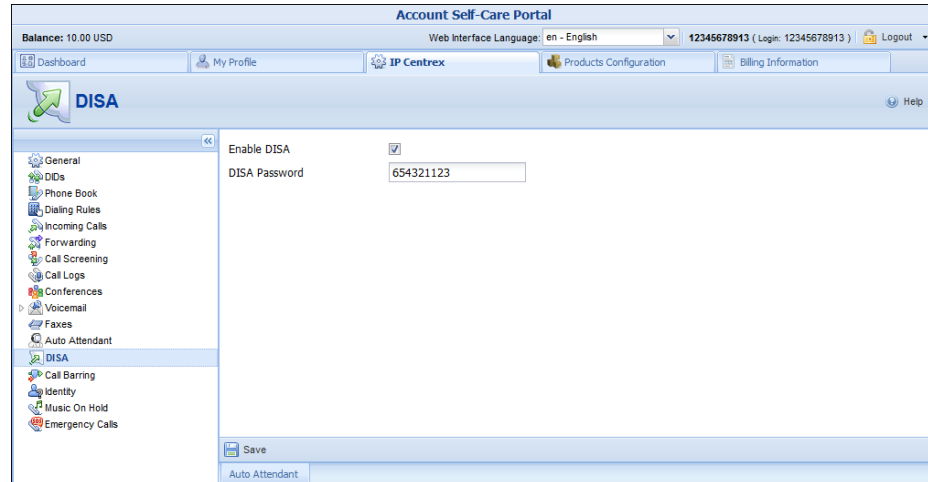 Account Self-Care Portal
Balance: 10.00 USD Web Interface Language: en - English 12345678913 ( Login: 12345678913 ) Logout
Dashboard My Profile IP Centrex Products Configuration Billing Information
DISA Help
General
DIDs
Phone Book
Dialing Rules
Incoming Calls
Forwarding
Call Screening
Call Logs
Conferences
Voicemail
Faxes
Auto Attendant
DISA
Call Barring
Identity
Music On Hold
Emergency Calls
Enable DISA
DISA Password 654321123
Save
Auto Attendant